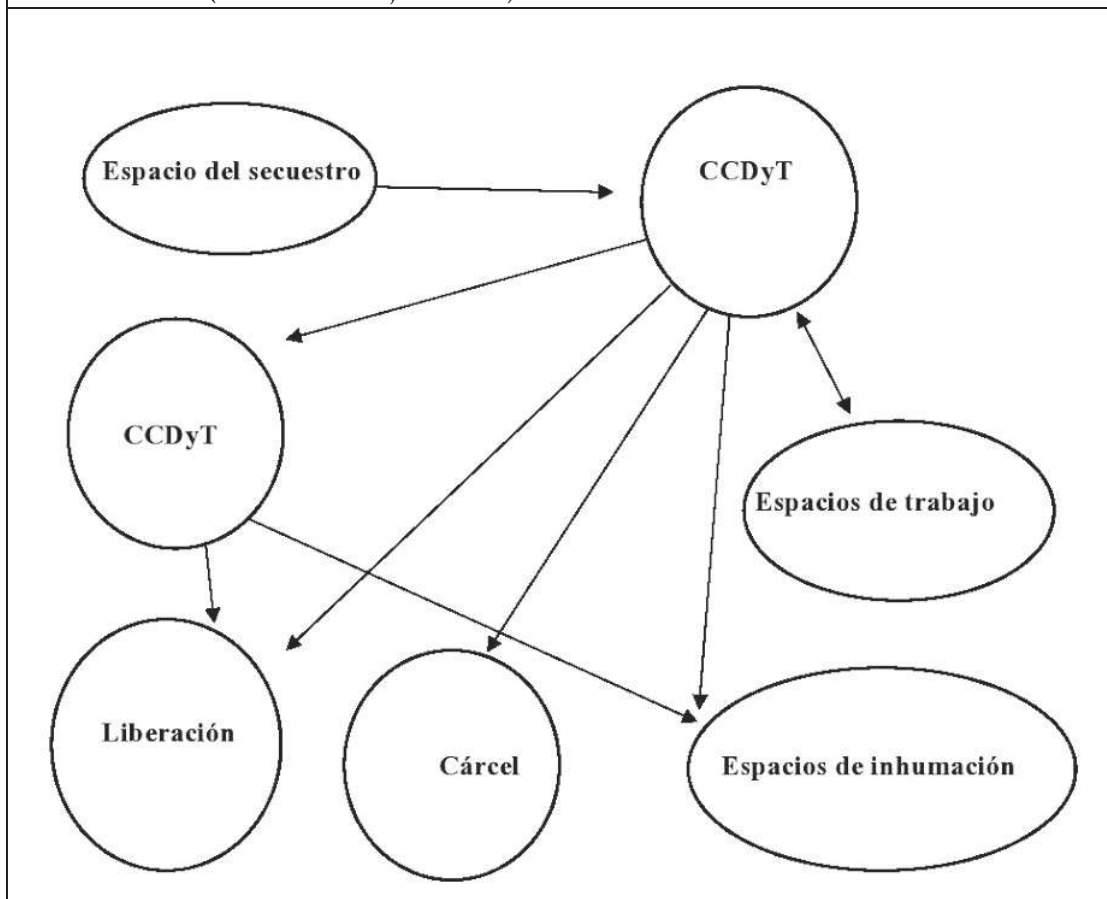 Espacio del secuestro
CCDyT
CCDyT
Espacios de trabajo
Liberación
Cárcel
Espacios de inhumación